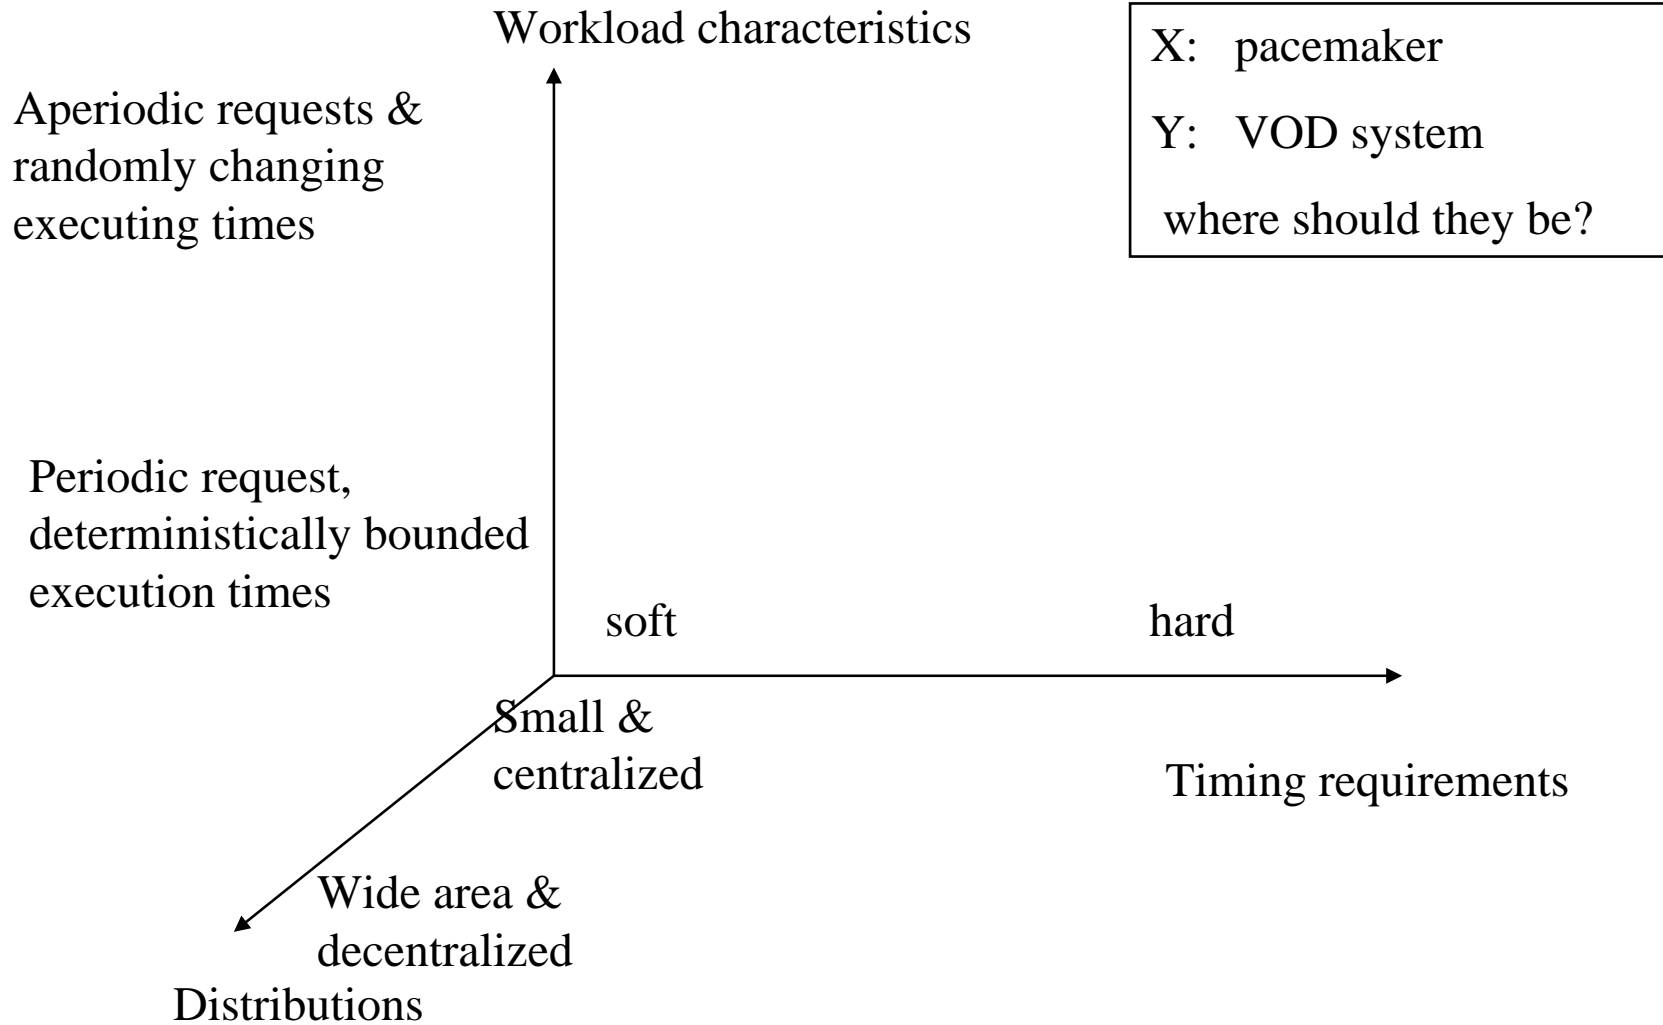 Workload characteristics
X: pacemaker
Y: VOD system
where should they be?
Aperiodic requests &
randomly changing
executing times
Periodic request,
deterministically bounded
execution times
soft
hard
Small &
centralized
Timing requirements
Wide area &
decentralized
Distributions